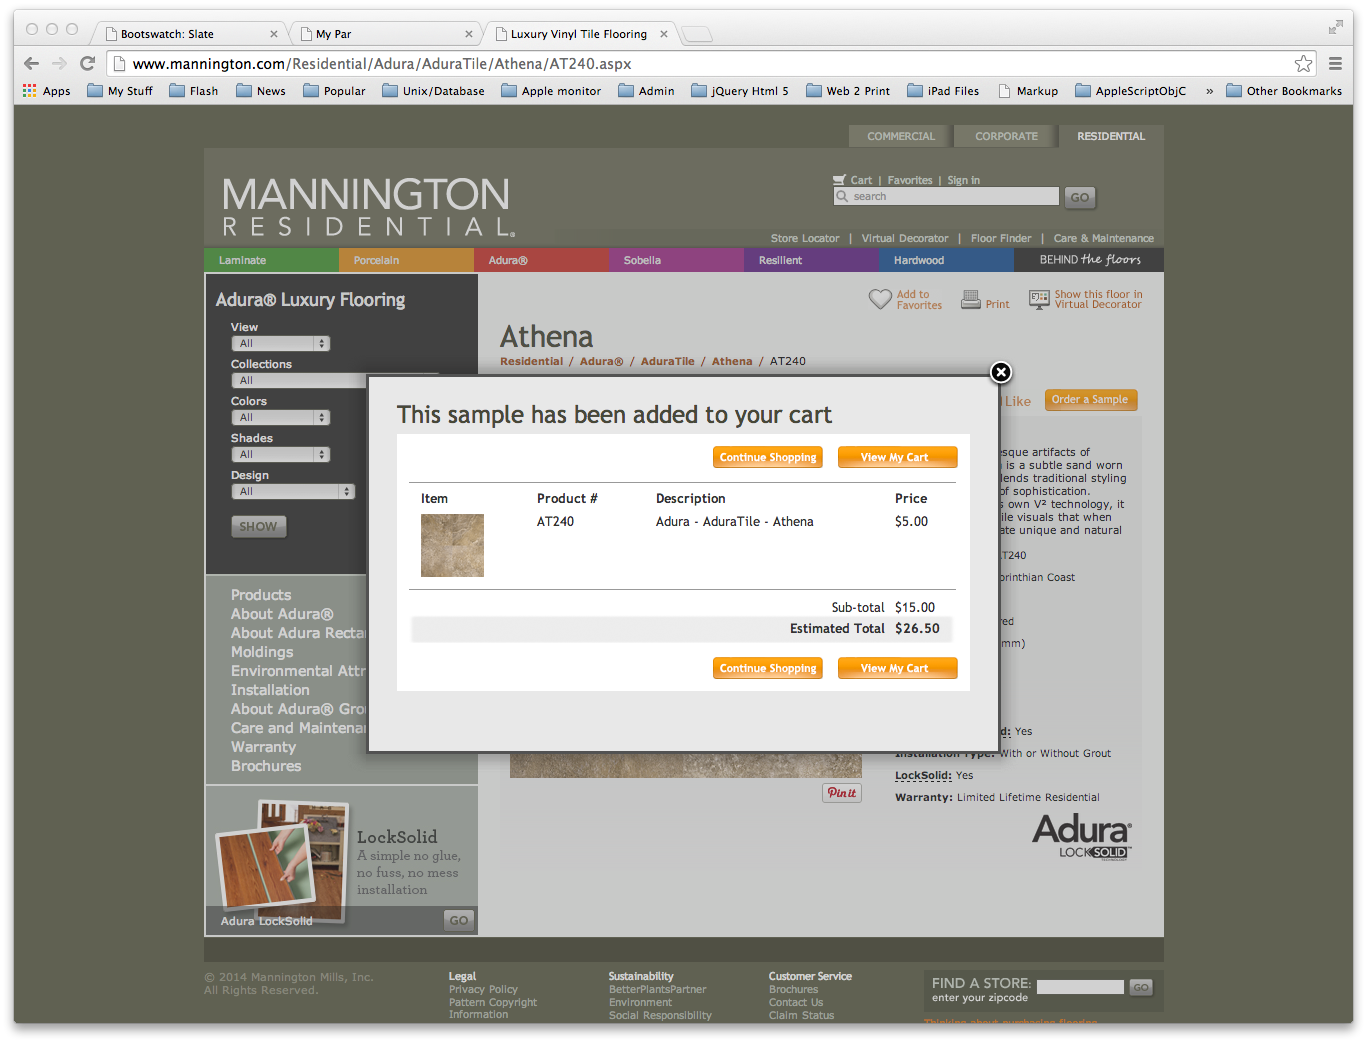 Bootswatch: Slate
My Par
Luxury Vinyl Tile Flooring
www.mannington.com/Residential/Adura/AduraTile/Athena/AT240.aspx
Apps My Stuff Flash News Popular Unix/Database Apple monitor Admin jQuery Html 5 Web 2 Print iPad Files Markup AppleScriptObjC » Other Bookmarks
COMMERCIAL CORPORATE RESIDENTIAL
MANNINGTON
RESIDENTIAL®
Cart | Favorites | Sign in
search GO
Store Locator | Virtual Decorator | Floor Finder | Care & Maintenance
Laminate Porcelain Adura® Sobella Resilient Hardwood BEHIND the floors
Adura® Luxury Flooring
View
All
Collections
All
Colors
All
Shades
All
Design
All
SHOW
Add to
Favorites
Print
Show this floor in
Virtual Decorator
Athena
Residential / Adura® / AduraTile / Athena / AT240
Like
Order a Sample
This sample has been added to your cart
Continue Shopping View My Cart
Item Product # Description Price
AT240 Adura - AduraTile - Athena $5.00
Sub-total $15.00
Estimated Total $26.50
Continue Shopping View My Cart
esque artifacts of
is a subtle sand worn
lends traditional styling
of sophistication.
s own V² technology, it
ile visuals that when
ate unique and natural
AT240
orinthian Coast
red
mm)
d: Yes
Installation Type: With or Without Grout
LockSolid: Yes
Warranty: Limited Lifetime Residential
Pin it
Adura®
LOCKSOLID™
Products
About Adura®
About Adura Recta
Moldings
Environmental Attr
Installation
About Adura® Gro
Care and Maintena
Warranty
Brochures
LockSolid
A simple no glue,
no fuss, no mess
installation
Adura LockSolid GO
© 2014 Mannington Mills, Inc.
All Rights Reserved.
Legal
Privacy Policy
Pattern Copyright
Information
Sustainability
BetterPlantsPartner
Environment
Social Responsibility
Customer Service
Brochures
Contact Us
Claim Status
FIND A STORE:
enter your zipcode
GO
Thinking about purchasing flooring